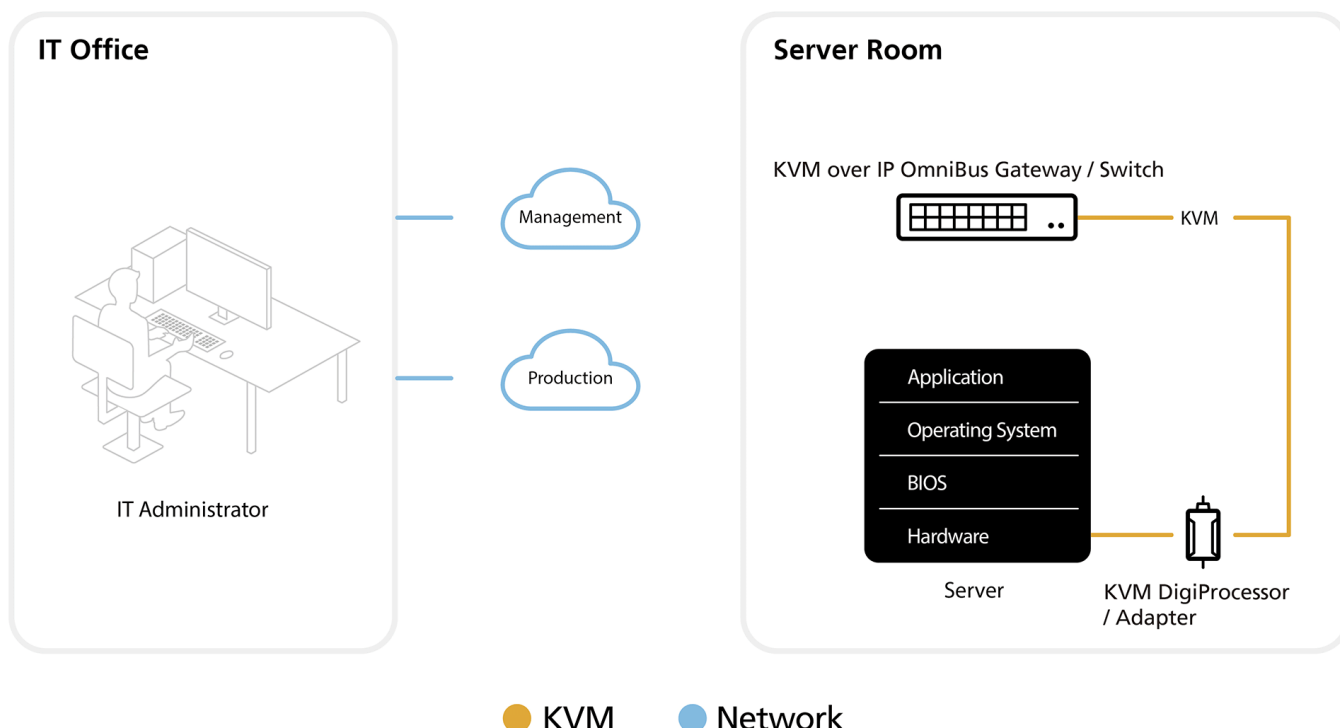 IT Office
IT Administrator
Management
Production
Server Room
KVM over IP OmniBus Gateway / Switch
KVM
Application
Operating System
BIOS
Hardware
Server
KVM DigiProcessor
/ Adapter
KVM
Network